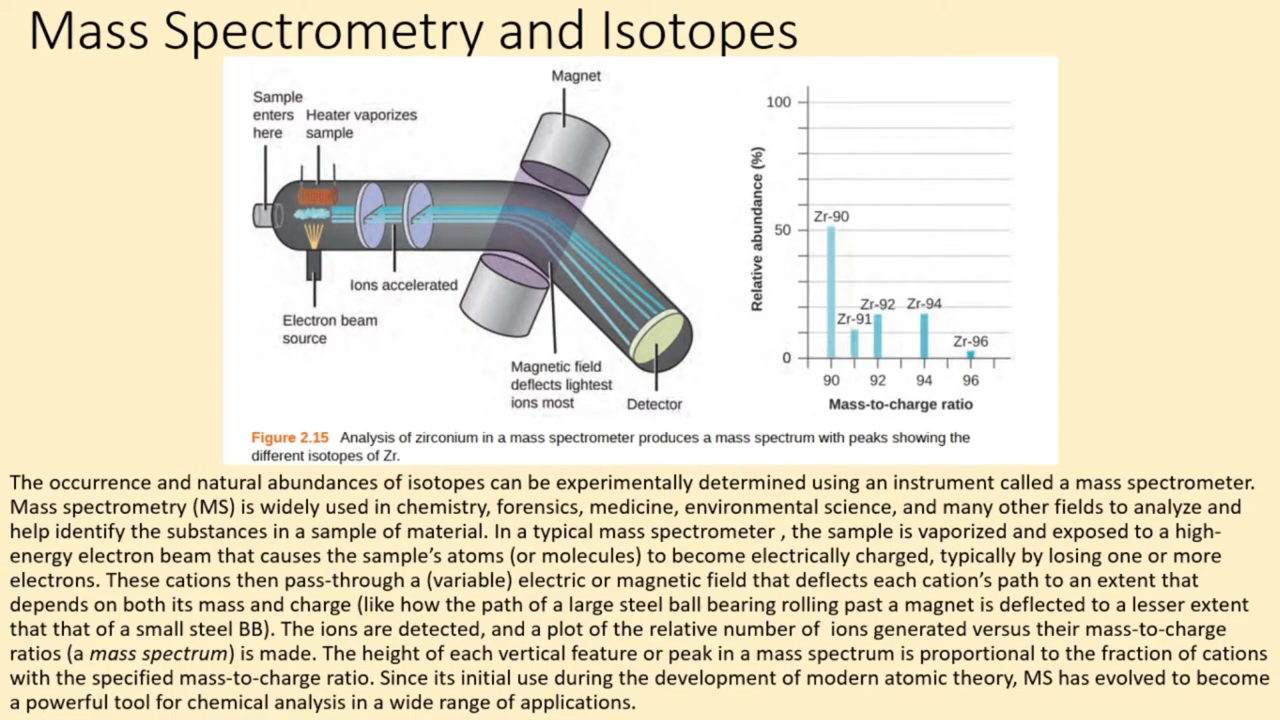 Mass Spectrometry and Isotopes
Magnet
Sample
enters
here
Heater vaporizes
sample
Ions accelerated
Electron beam
source
Magnetic field
deflects lightest
ions most
Detector
Relative abundance (%)
100
50
0
Zr-90
Zr-91
Zr-92
Zr-94
Zr-96
90 92 94 96
Mass-to-charge ratio
Figure 2.15 Analysis of zirconium in a mass spectrometer produces a mass spectrum with peaks showing the
different isotopes of Zr.
The occurrence and natural abundances of isotopes can be experimentally determined using an instrument called a mass spectrometer.
Mass spectrometry (MS) is widely used in chemistry, forensics, medicine, environmental science, and many other fields to analyze and
help identify the substances in a sample of material. In a typical mass spectrometer , the sample is vaporized and exposed to a high-
energy electron beam that causes the sample's atoms (or molecules) to become electrically charged, typically by losing one or more
electrons. These cations then pass-through a (variable) electric or magnetic field that deflects each cation's path to an extent that
depends on both its mass and charge (like how the path of a large steel ball bearing rolling past a magnet is deflected to a lesser extent
that that of a small steel BB). The ions are detected, and a plot of the relative number of ions generated versus their mass-to-charge
ratios (a mass spectrum) is made. The height of each vertical feature or peak in a mass spectrum is proportional to the fraction of cations
with the specified mass-to-charge ratio. Since its initial use during the development of modern atomic theory, MS has evolved to become
a powerful tool for chemical analysis in a wide range of applications.